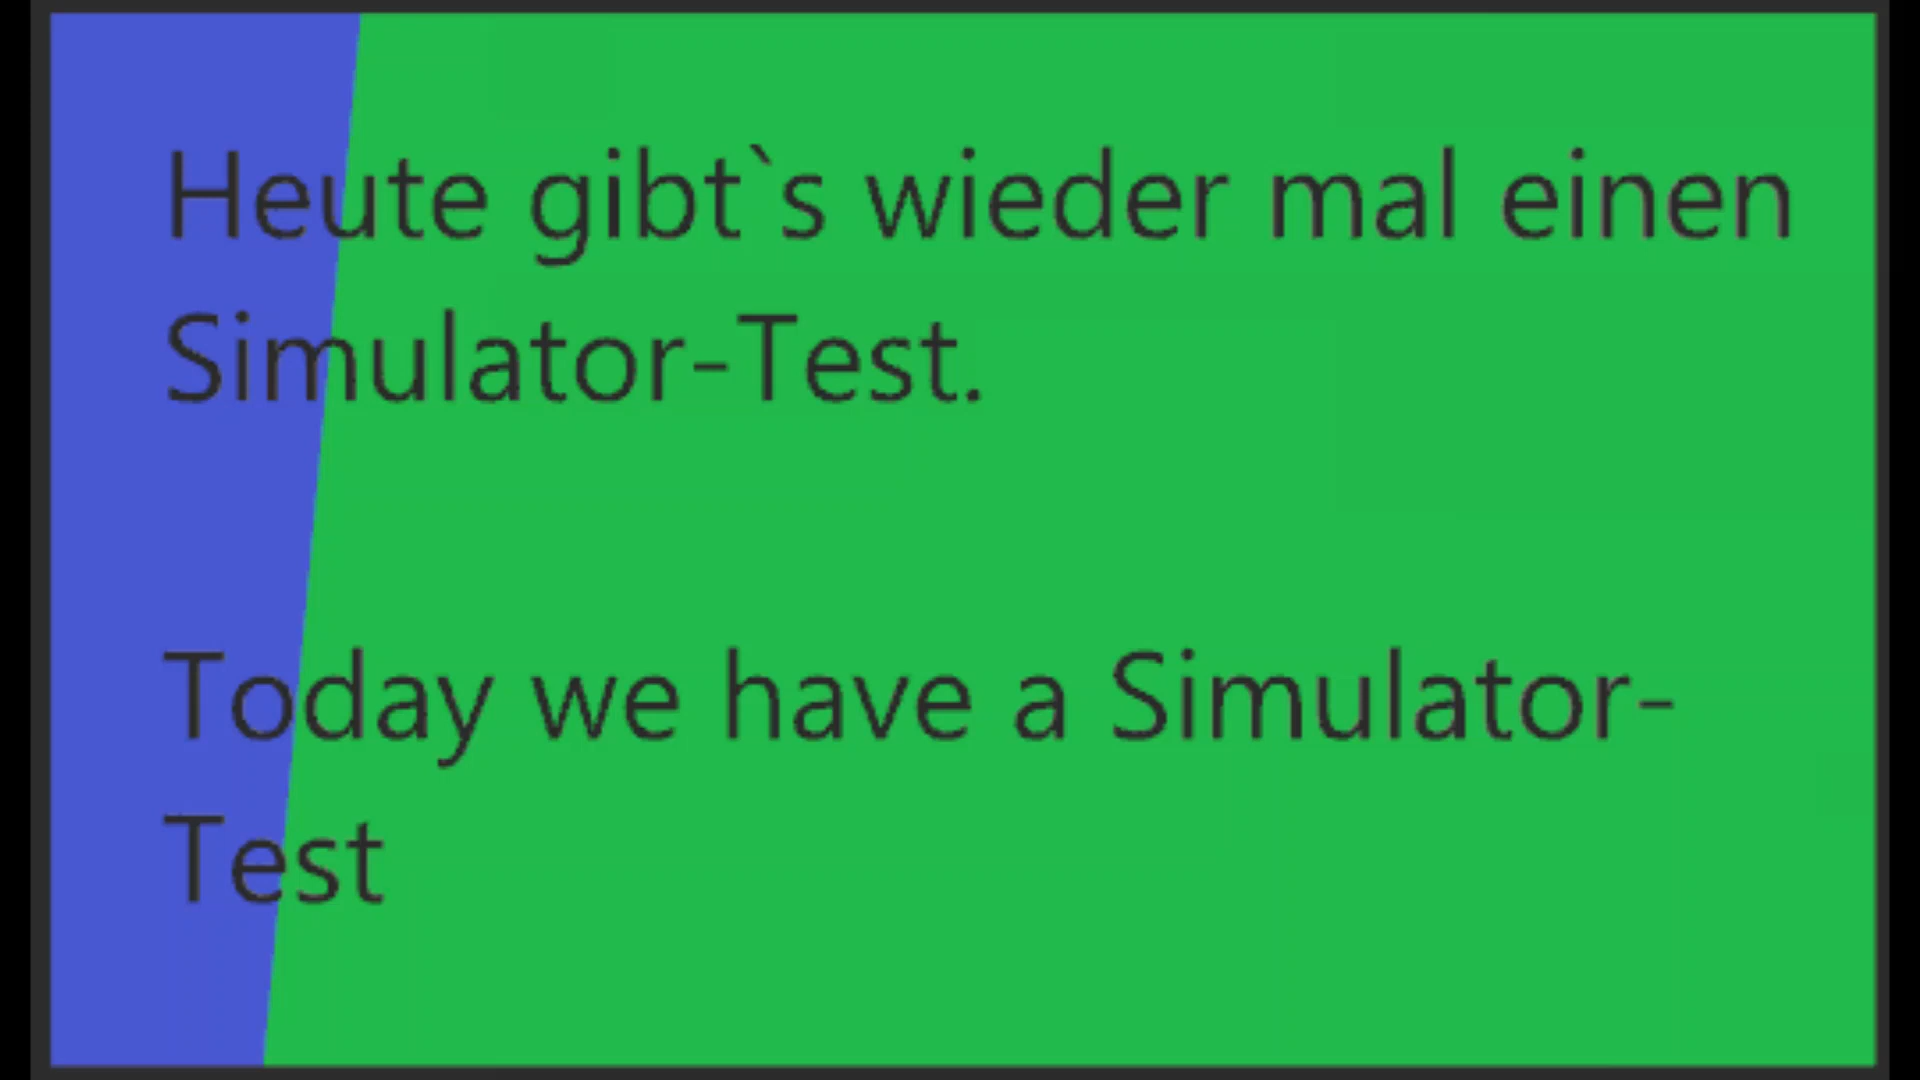 Heute gibt`s wieder mal einen
Simulator-Test.
Today we have a Simulator-
Test